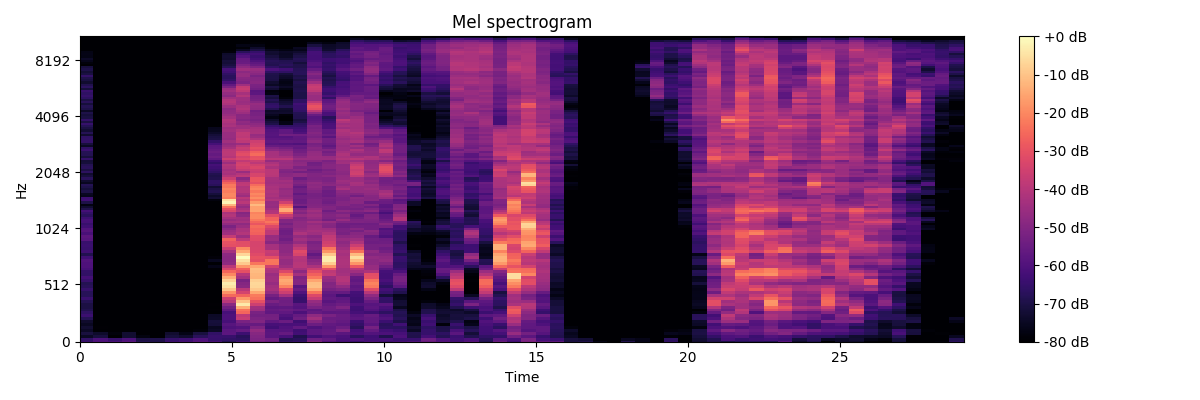 Mel spectrogram
Hz
8192
4096
2048
1024
512
0
0 5 10 15 20 25
Time
+0 dB
-10 dB
-20 dB
-30 dB
-40 dB
-50 dB
-60 dB
-70 dB
-80 dB